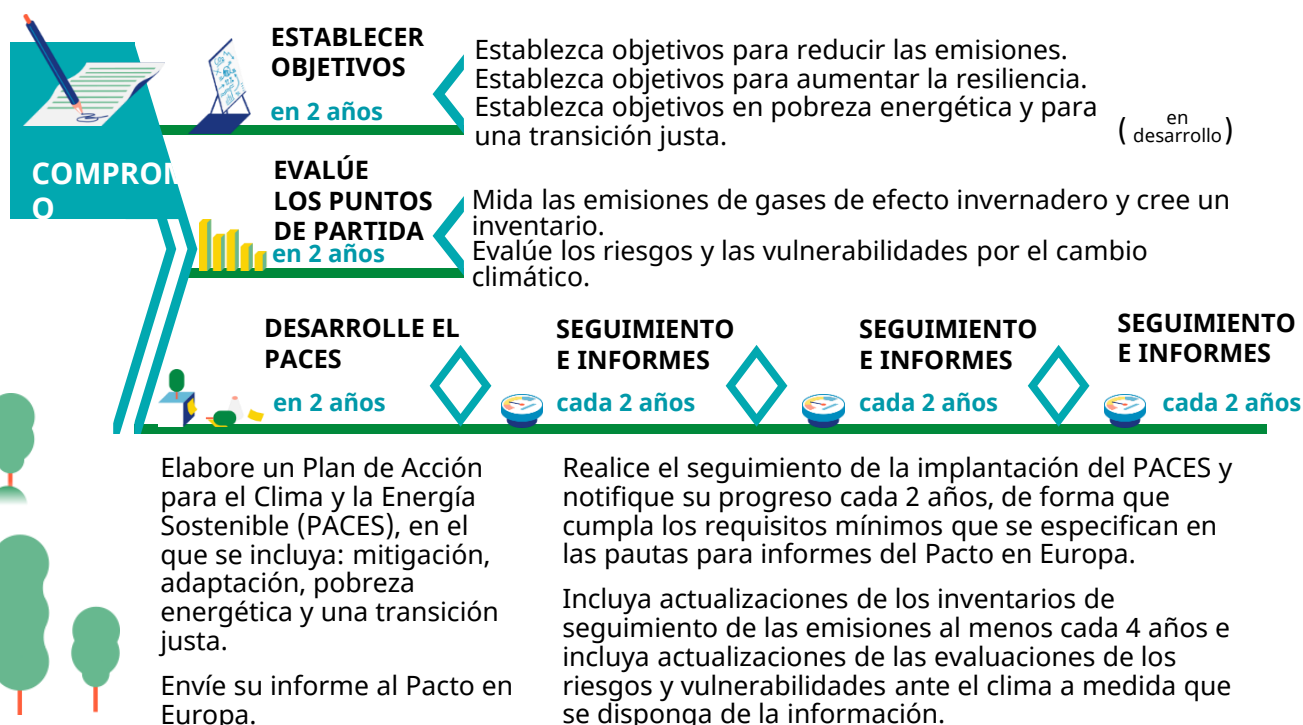 ESTABLECER
OBJETIVOS
en 2 años
Establezca objetivos para reducir las emisiones.
Establezca objetivos para aumentar la resiliencia.
Establezca objetivos en pobreza energética y para
una transición justa.
( en
desarrollo )
COMPROM
O
EVALÚE
LOS PUNTOS
DE PARTIDA
en 2 años
Mida las emisiones de gases de efecto invernadero y cree un
inventario.
Evalúe los riesgos y las vulnerabilidades por el cambio
climático.
DESARROLLE EL
PACES
en 2 años
SEGUIMIENTO
E INFORMES
cada 2 años
SEGUIMIENTO
E INFORMES
cada 2 años
SEGUIMIENTO
E INFORMES
cada 2 años
Elabore un Plan de Acción
para el Clima y la Energía
Sostenible (PACES), en el
que se incluya: mitigación,
adaptación, pobreza
energética y una transición
justa.
Envíe su informe al Pacto en
Europa.
Realice el seguimiento de la implantación del PACES y
notifique su progreso cada 2 años, de forma que
cumpla los requisitos mínimos que se especifican en
las pautas para informes del Pacto en Europa.
Incluya actualizaciones de los inventarios de
seguimiento de las emisiones al menos cada 4 años e
incluya actualizaciones de las evaluaciones de los
riesgos y vulnerabilidades ante el clima a medida que
se disponga de la información.